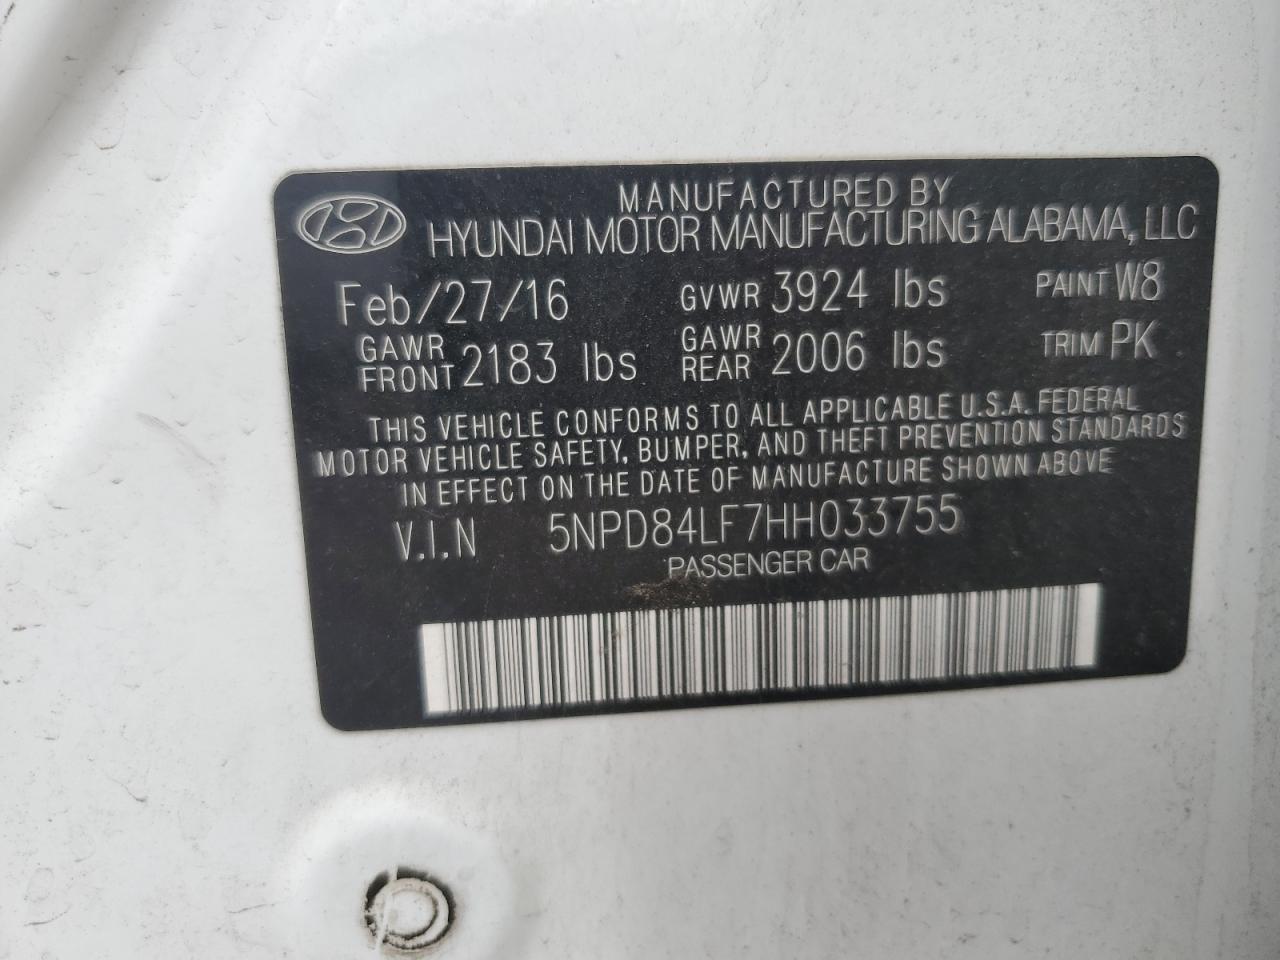 MANUFACTURED BY
HYUNDAI MOTOR MANUFACTURING ALABAMA, LLC
Feb/27/16 GVWR 3924 lbs PAINT W8
GAWR FRONT 2183 lbs GAWR REAR 2006 lbs TRIM PK
THIS VEHICLE CONFORMS TO ALL APPLICABLE U.S.A. FEDERAL
MOTOR VEHICLE SAFETY, BUMPER, AND THEFT PREVENTION STANDARDS
IN EFFECT ON THE DATE OF MANUFACTURE SHOWN ABOVE
V.I.N 5NPD84LF7HH033755
PASSENGER CAR